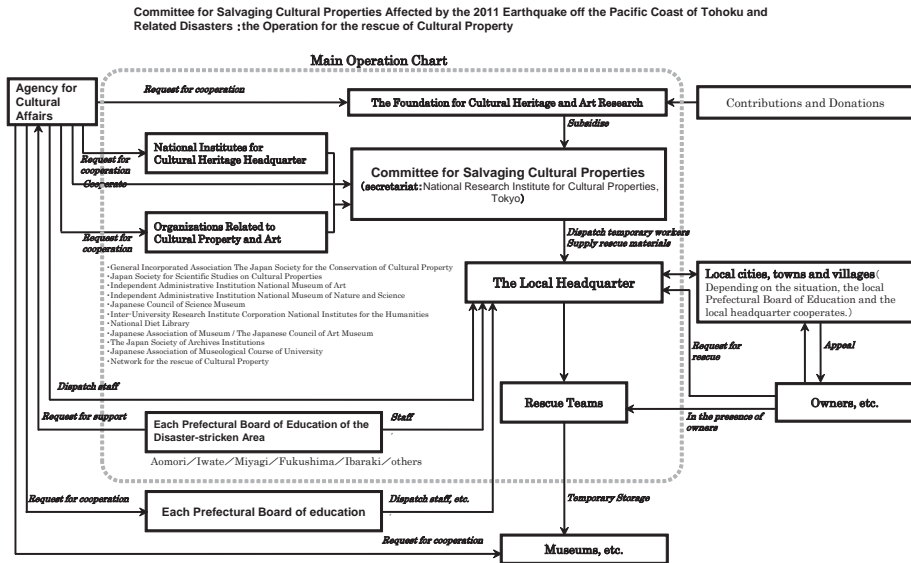 Committee for Salvaging Cultural Properties Affected by the 2011 Earthquake off the Pacific Coast of Tohoku and
Related Disasters :the Operation for the rescue of Cultural Property
Main Operation Chart
Agency for
Cultural
Affairs
Request for cooperation
The Foundation for Cultural Heritage and Art Research
Contributions and Donations
Subsidise
National Institutes for
Cultural Heritage Headquarter
Request for
cooperation
Cooperate
Committee for Salvaging Cultural Properties
(secretariat:National Research Institute for Cultural Properties,
Tokyo)
Organizations Related to
Cultural Property and Art
Request for
cooperation
Dispatch temporary workers
Supply rescue materials
・General Incorporated Association The Japan Society for the Conservation of Cultural Property
・Japan Society for Scientific Studies on Cultural Properties
・Independent Administrative Institution National Museum of Art
・Independent Administrative Institution National Museum of Nature and Science
・Japanese Council of Science Museum
・Inter-University Research Institute Corporation National Institutes for the Humanities
・National Diet Library
・Japanese Association of Museum / The Japanese Council of Art Museum
・The Japan Society of Archives Institutions
・Japanese Association of Museological Course of University
・Network for the rescue of Cultural Property
The Local Headquarter
Local cities, towns and villages(
Depending on the situation, the local
Prefectural Board of Education and the
local headquarter cooperates.)
Request for
rescue
Appeal
Dispatch staff
Rescue Teams
Owners, etc.
In the presence of
owners
Request for support
Each Prefectural Board of Education of the
Disaster-stricken Area
Staff
Aomori／Iwate／Miyagi／Fukushima／Ibaraki／others
Request for cooperation
Each Prefectural Board of education
Dispatch staff, etc.
Temporary Storage
Request for cooperation
Museums, etc.